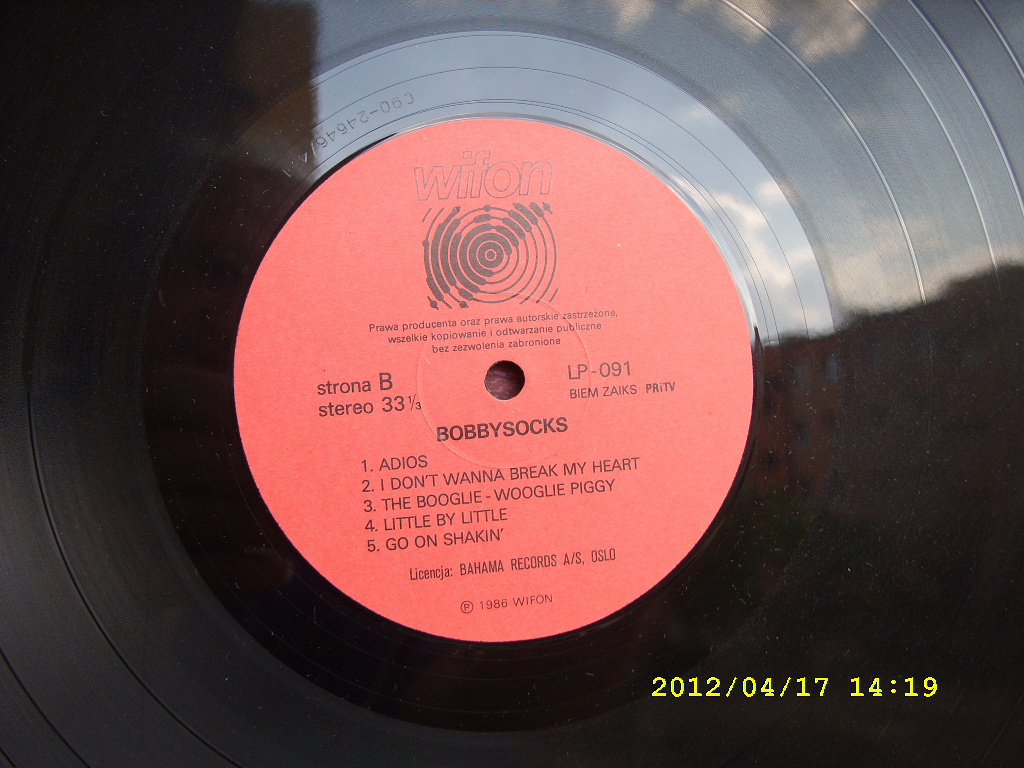 C90-24646/4
wifon
Prawa producenta oraz prawa autorskie zastrzeżone,
wszelkie kopiowanie i odtwarzanie publiczne
bez zezwolenia zabronione
strona B
stereo 33⅓
LP-091
BIEM ZAIKS PRiTV
BOBBYSOCKS
1. ADIOS
2. I DON'T WANNA BREAK MY HEART
3. THE BOOGLIE-WOOGLIE PIGGY
4. LITTLE BY LITTLE
5. GO ON SHAKIN'
Licencja: BAHAMA RECORDS A/S, OSLO
Ⓟ 1986 WIFON
2012/04/17 14:19